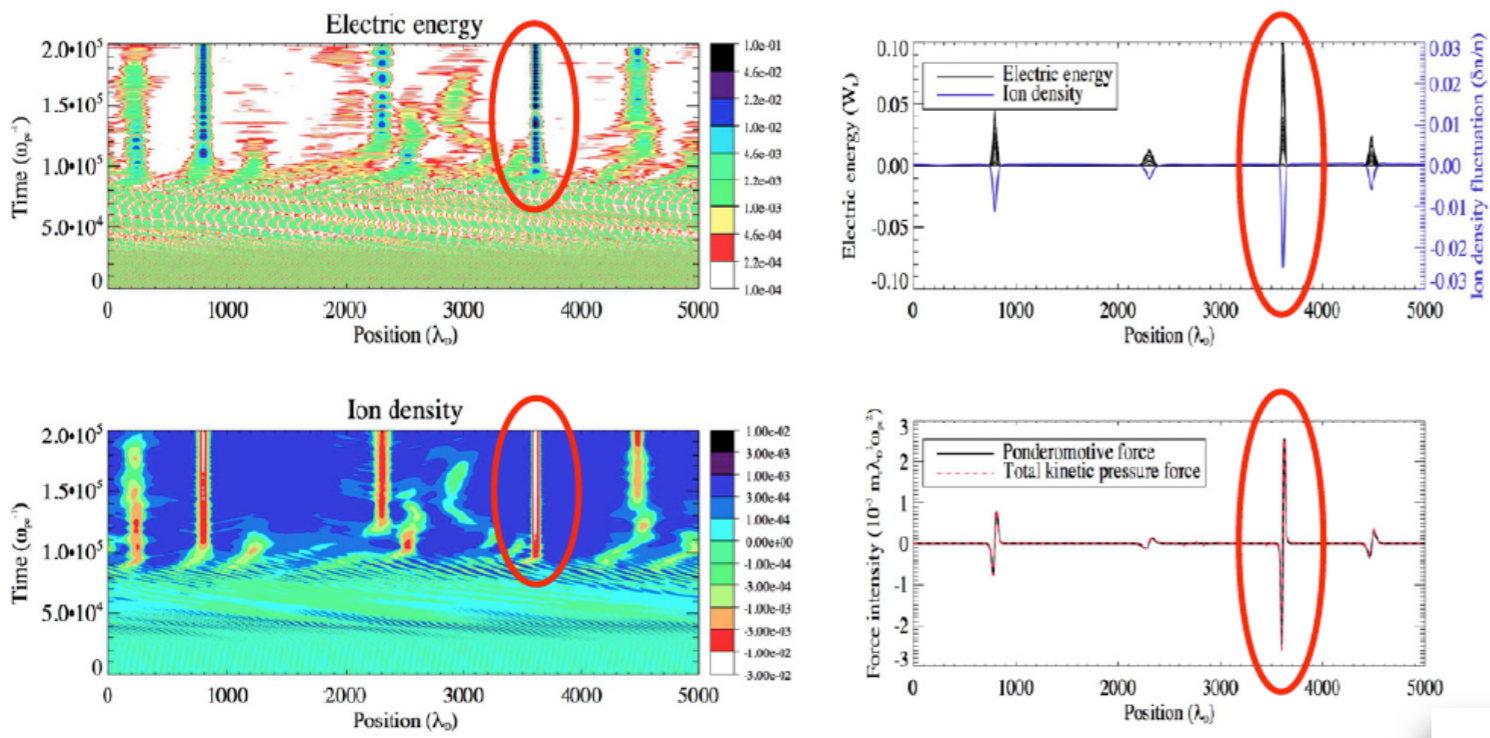 Electric energy
2.0•10⁵
1.5•10⁵
1.0•10⁵
5.0•10⁴
0
Time (ωpe⁻¹)
0 1000 2000 3000 4000 5000
Position (λD)
1.0e-01
4.6e-02
2.2e-02
1.0e-02
4.6e-03
2.2e-03
1.0e-03
4.6e-04
2.2e-04
1.0e-04
0.10
0.05
0.00
-0.05
-0.10
Electric energy (WL)
Electric energy
Ion density
0.03
0.02
0.01
0.00
-0.01
-0.02
-0.03
Ion density fluctuation (δn/n)
0 1000 2000 3000 4000 5000
Position (λD)
Ion density
2.0•10⁵
1.5•10⁵
1.0•10⁵
5.0•10⁴
0
Time (ωpe⁻¹)
0 1000 2000 3000 4000 5000
Position (λD)
1.00e-02
3.00e-03
1.00e-03
3.00e-04
1.00e-04
0.00e+00
-1.00e-04
-3.00e-04
-1.00e-03
-3.00e-03
-1.00e-02
-3.00e-02
3
2
1
0
-1
-2
-3
Force intensity (10⁻³ meλD²ωpe²)
Ponderomotive force
Total kinetic pressure force
0 1000 2000 3000 4000 5000
Position (λD)